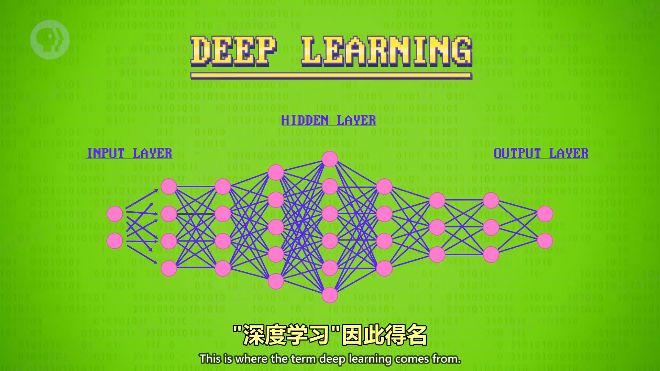 DEEP LEARNING
HIDDEN LAYER
INPUT LAYER
OUTPUT LAYER
"深度学习"因此得名
This is where the term deep learning comes from.